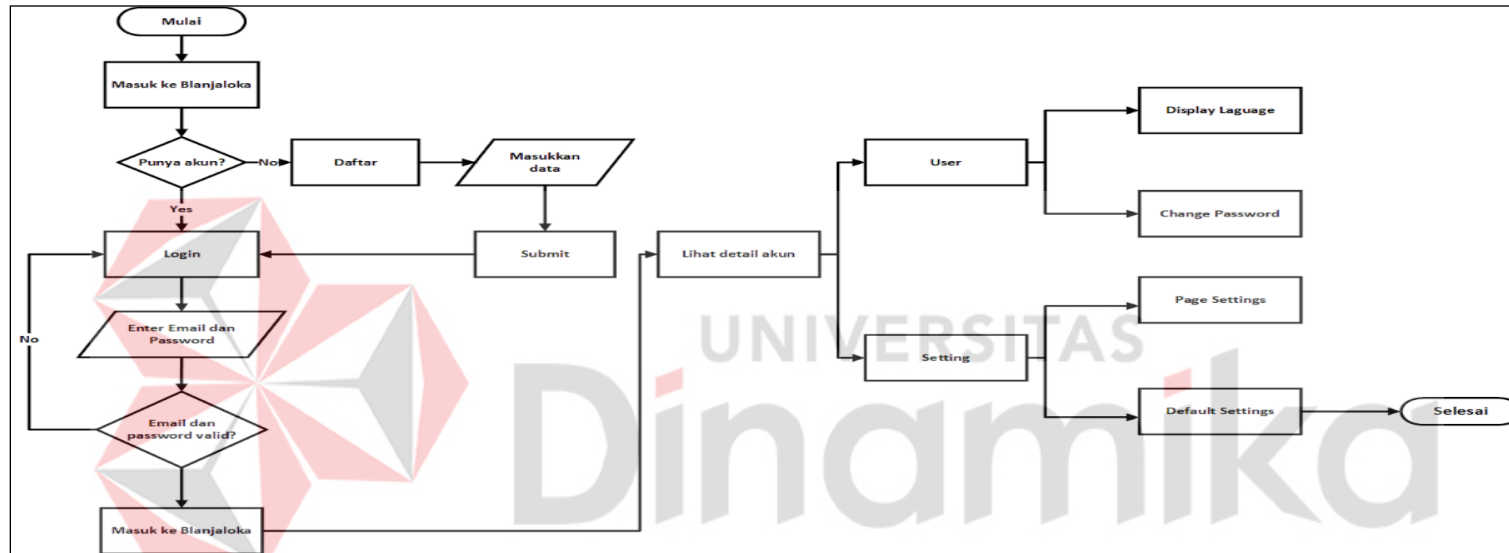 Mulai
Masuk ke Blanjaloka
Punya akun?
No
Daftar
Masukkan
data
Yes
Login
Submit
Enter Email dan
Password
No
Email dan
password valid?
Masuk ke Blanjaloka
Lihat detail akun
User
Display Laguage
Change Password
Setting
Page Settings
Default Settings
Selesai
UNIVERSITAS
Dinamika